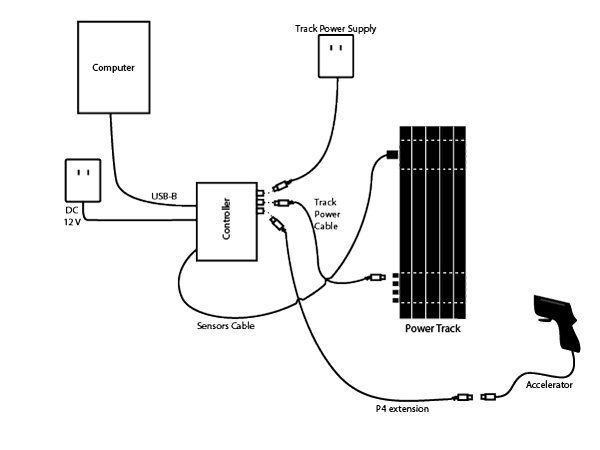 Track Power Supply
Computer
USB-B
DC
12 V
Controller
Track
Power
Cable
Sensors Cable
Power Track
Accelerator
P4 extension